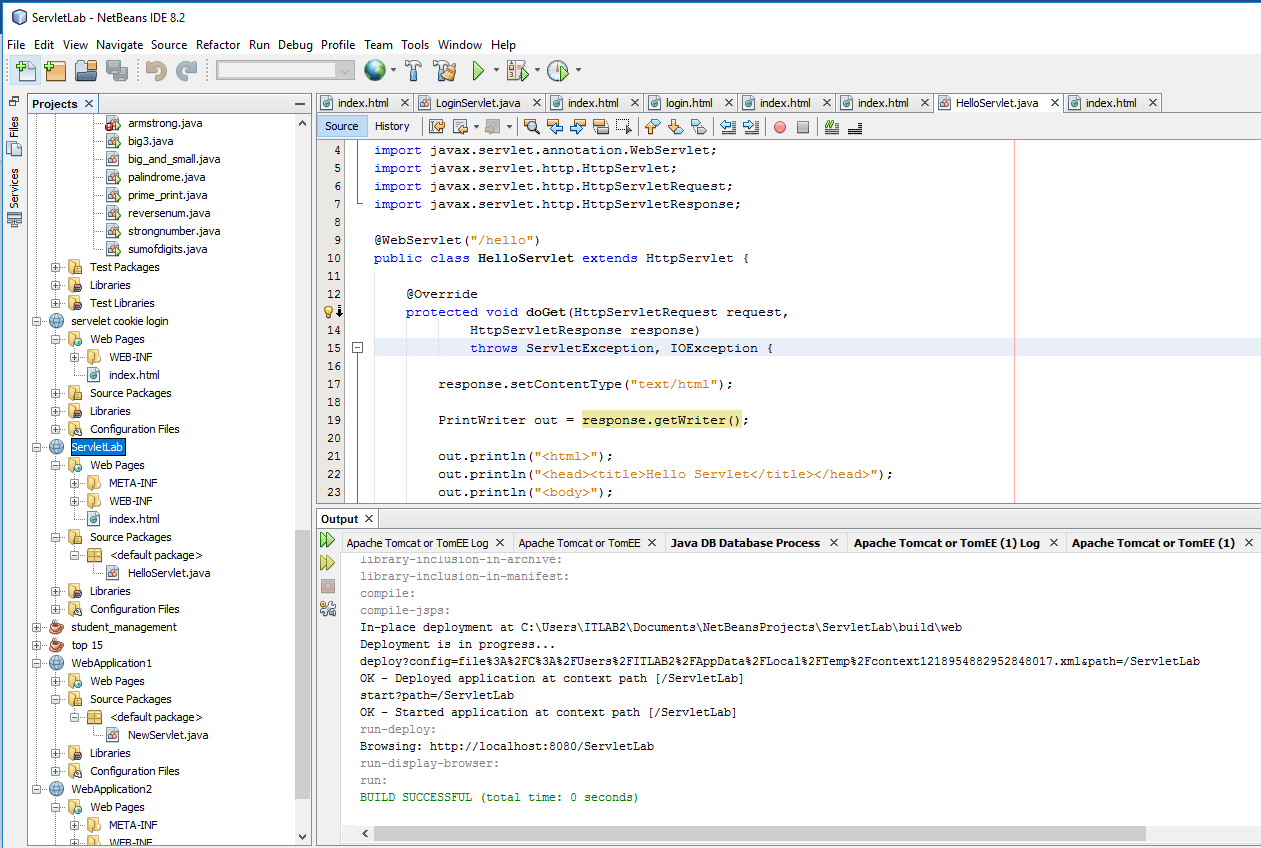 ServletLab - NetBeans IDE 8.2
File Edit View Navigate Source Refactor Run Debug Profile Team Tools Window Help
Files
Services
Projects
armstrong.java
big3.java
big_and_small.java
palindrome.java
prime_print.java
reversenum.java
strongnumber.java
sumofdigits.java
Test Packages
Libraries
Test Libraries
servelet cookie login
Web Pages
WEB-INF
index.html
Source Packages
Libraries
Configuration Files
ServletLab
Web Pages
META-INF
WEB-INF
index.html
Source Packages
<default package>
HelloServlet.java
Libraries
Configuration Files
student_management
top 15
WebApplication1
Web Pages
Source Packages
<default package>
NewServlet.java
Libraries
Configuration Files
WebApplication2
Web Pages
META-INF
WEB-INF
index.html LoginServlet.java index.html login.html index.html index.html HelloServlet.java index.html
Source History
4 import javax.servlet.annotation.WebServlet;
5 import javax.servlet.http.HttpServlet;
6 import javax.servlet.http.HttpServletRequest;
7 import javax.servlet.http.HttpServletResponse;
8
9 @WebServlet("/hello")
10 public class HelloServlet extends HttpServlet {
11
12 @Override
protected void doGet(HttpServletRequest request,
14 HttpServletResponse response)
15 throws ServletException, IOException {
16
17 response.setContentType("text/html");
18
19 PrintWriter out = response.getWriter();
20
21 out.println("<html>");
22 out.println("<head><title>Hello Servlet</title></head>");
23 out.println("<body>");
Output
Apache Tomcat or TomEE Log Apache Tomcat or TomEE Java DB Database Process Apache Tomcat or TomEE (1) Log Apache Tomcat or TomEE (1)
library-inclusion-in-archive:
library-inclusion-in-manifest:
compile:
compile-jsps:
In-place deployment at C:\Users\ITLAB2\Documents\NetBeansProjects\ServletLab\build\web
Deployment is in progress...
deploy?config=file%3A%2FC%3A%2FUsers%2FITLAB2%2FAppData%2FLocal%2FTemp%2Fcontext1218954882952848017.xml&path=/ServletLab
OK - Deployed application at context path [/ServletLab]
start?path=/ServletLab
OK - Started application at context path [/ServletLab]
run-deploy:
Browsing: http://localhost:8080/ServletLab
run-display-browser:
run:
BUILD SUCCESSFUL (total time: 0 seconds)